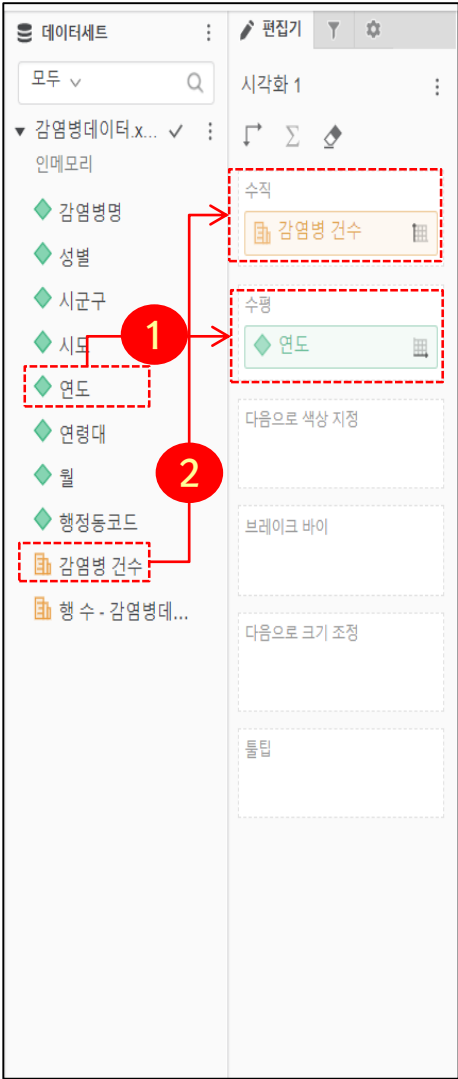 데이터세트
모두
감염병데이터.x...
인메모리
감염병명
성별
시군구
시도
연도
연령대
월
행정동코드
감염병 건수
행 수 - 감염병데...
1
2
편집기
시각화 1
수직
감염병 건수
수평
연도
다음으로 색상 지정
브레이크 바이
다음으로 크기 조정
툴팁